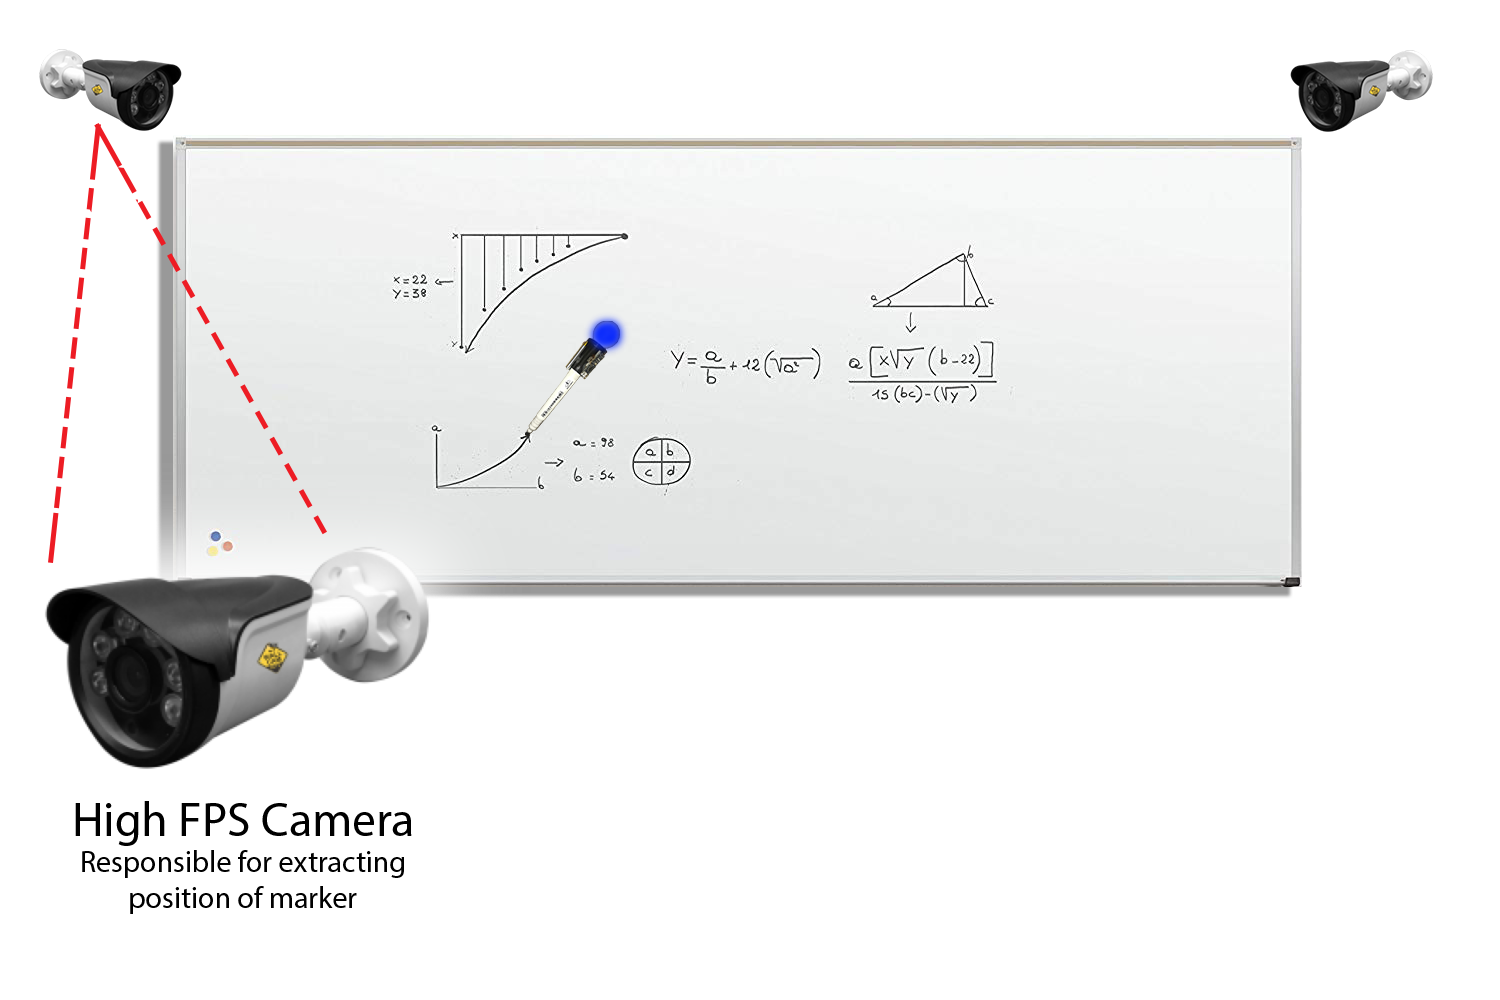 x
x=22
y=38
y
b
a
c
y = a/b + 12(√a²)
a[x√y (b-22)]
15(bc)-(√y)
a
a = 98
b = 54
b
a b
c d
High FPS Camera
Responsible for extracting
position of marker